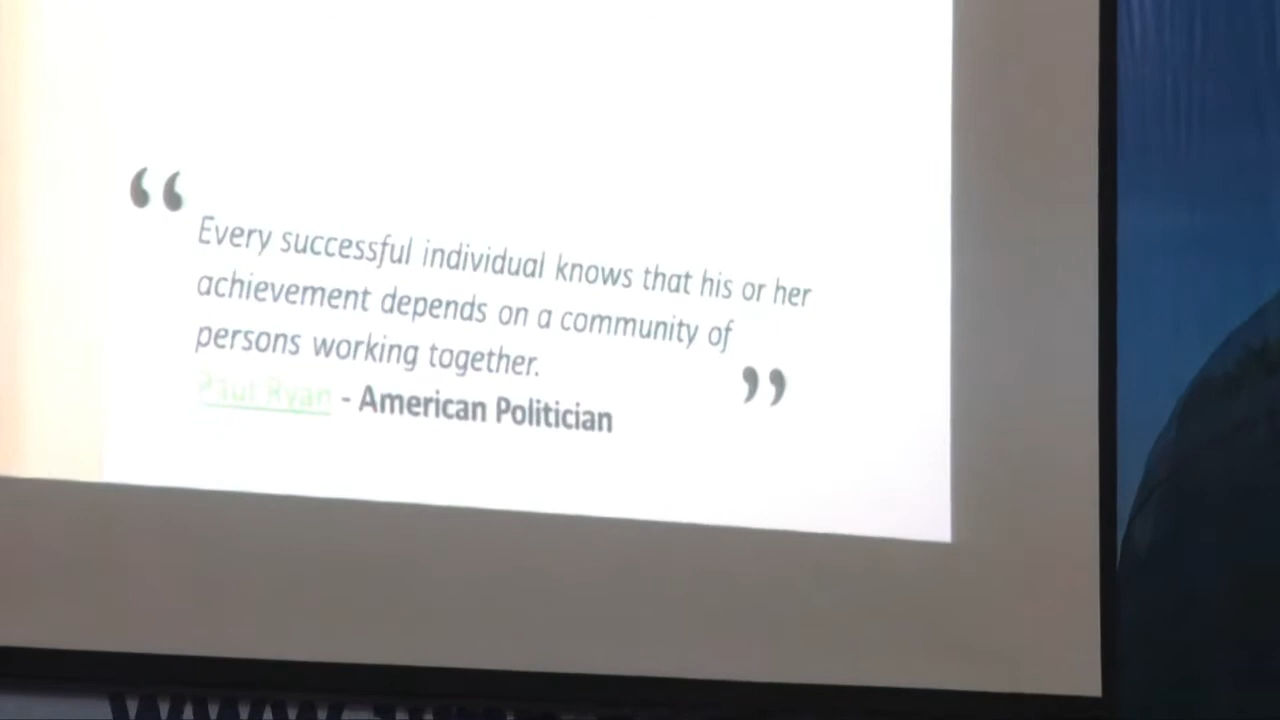 “ Every successful individual knows that his or her
achievement depends on a community of
persons working together. ”
Paul Ryan - American Politician
www.